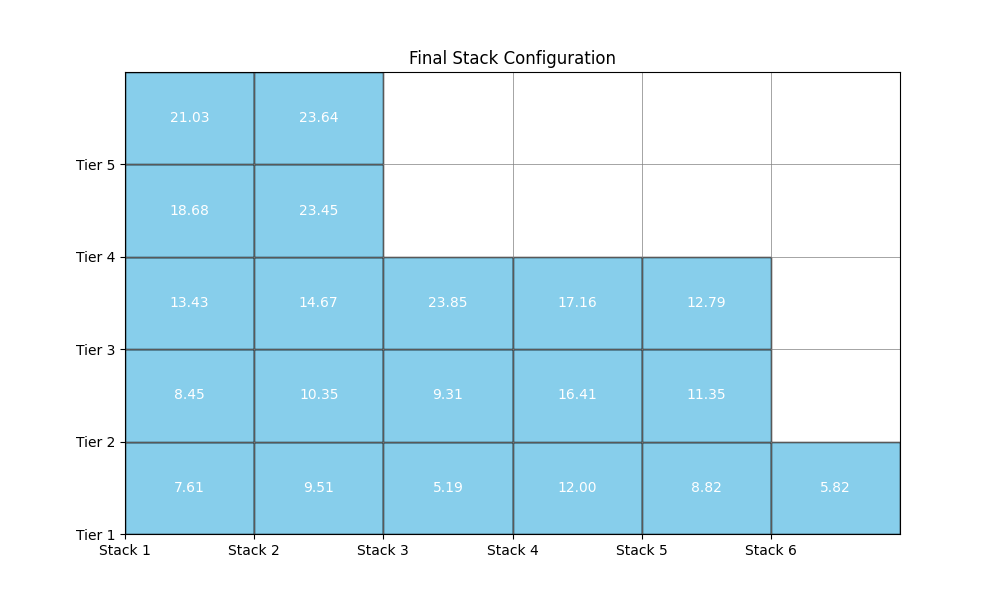 Final Stack Configuration
21.03 23.64
Tier 5
18.68 23.45
Tier 4
13.43 14.67 23.85 17.16 12.79
Tier 3
8.45 10.35 9.31 16.41 11.35
Tier 2
7.61 9.51 5.19 12.00 8.82 5.82
Tier 1
Stack 1 Stack 2 Stack 3 Stack 4 Stack 5 Stack 6